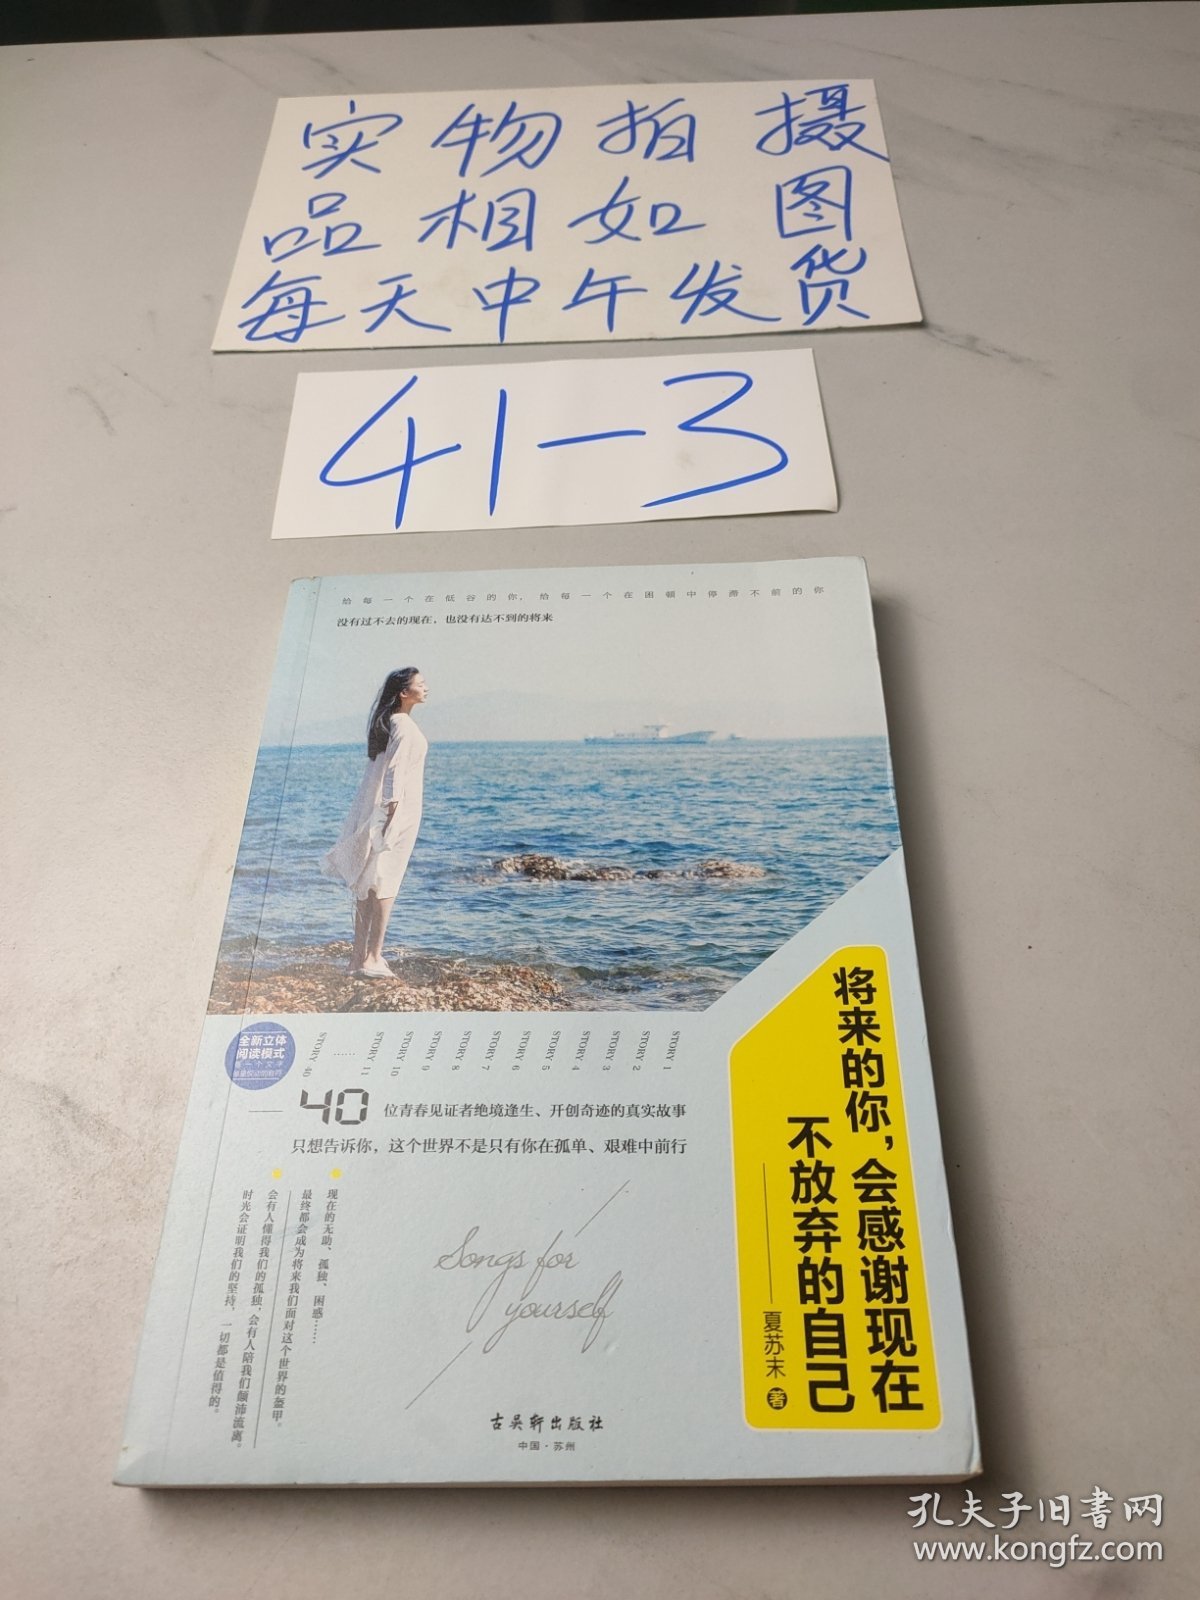 实物拍摄
品相如图
每天中午发货
41-3
给每一个在低谷的你，给每一个在困顿中停滞不前的你
没有过不去的现在，也没有达不到的将来
将来的你，会感谢现在
不放弃的自己
夏苏末 著
STORY 1
STORY 2
STORY 3
STORY 4
STORY 5
STORY 6
STORY 7
STORY 8
STORY 9
STORY 10
STORY 11
……
STORY 40
全新立体
阅读模式
40位青春见证者绝境逢生、开创奇迹的真实故事
只想告诉你，这个世界不是只有你在孤单、艰难中前行
现在的无助、孤独、困惑……
最终都会成为将来我们面对这个世界的盔甲。
会有人懂得我们的孤独，会有人陪我们颠沛流离。
时光会证明我们的坚持，一切都是值得的。
Songs for
yourself
古吴轩出版社
中国·苏州
孔夫子旧书网
www.kongfz.com